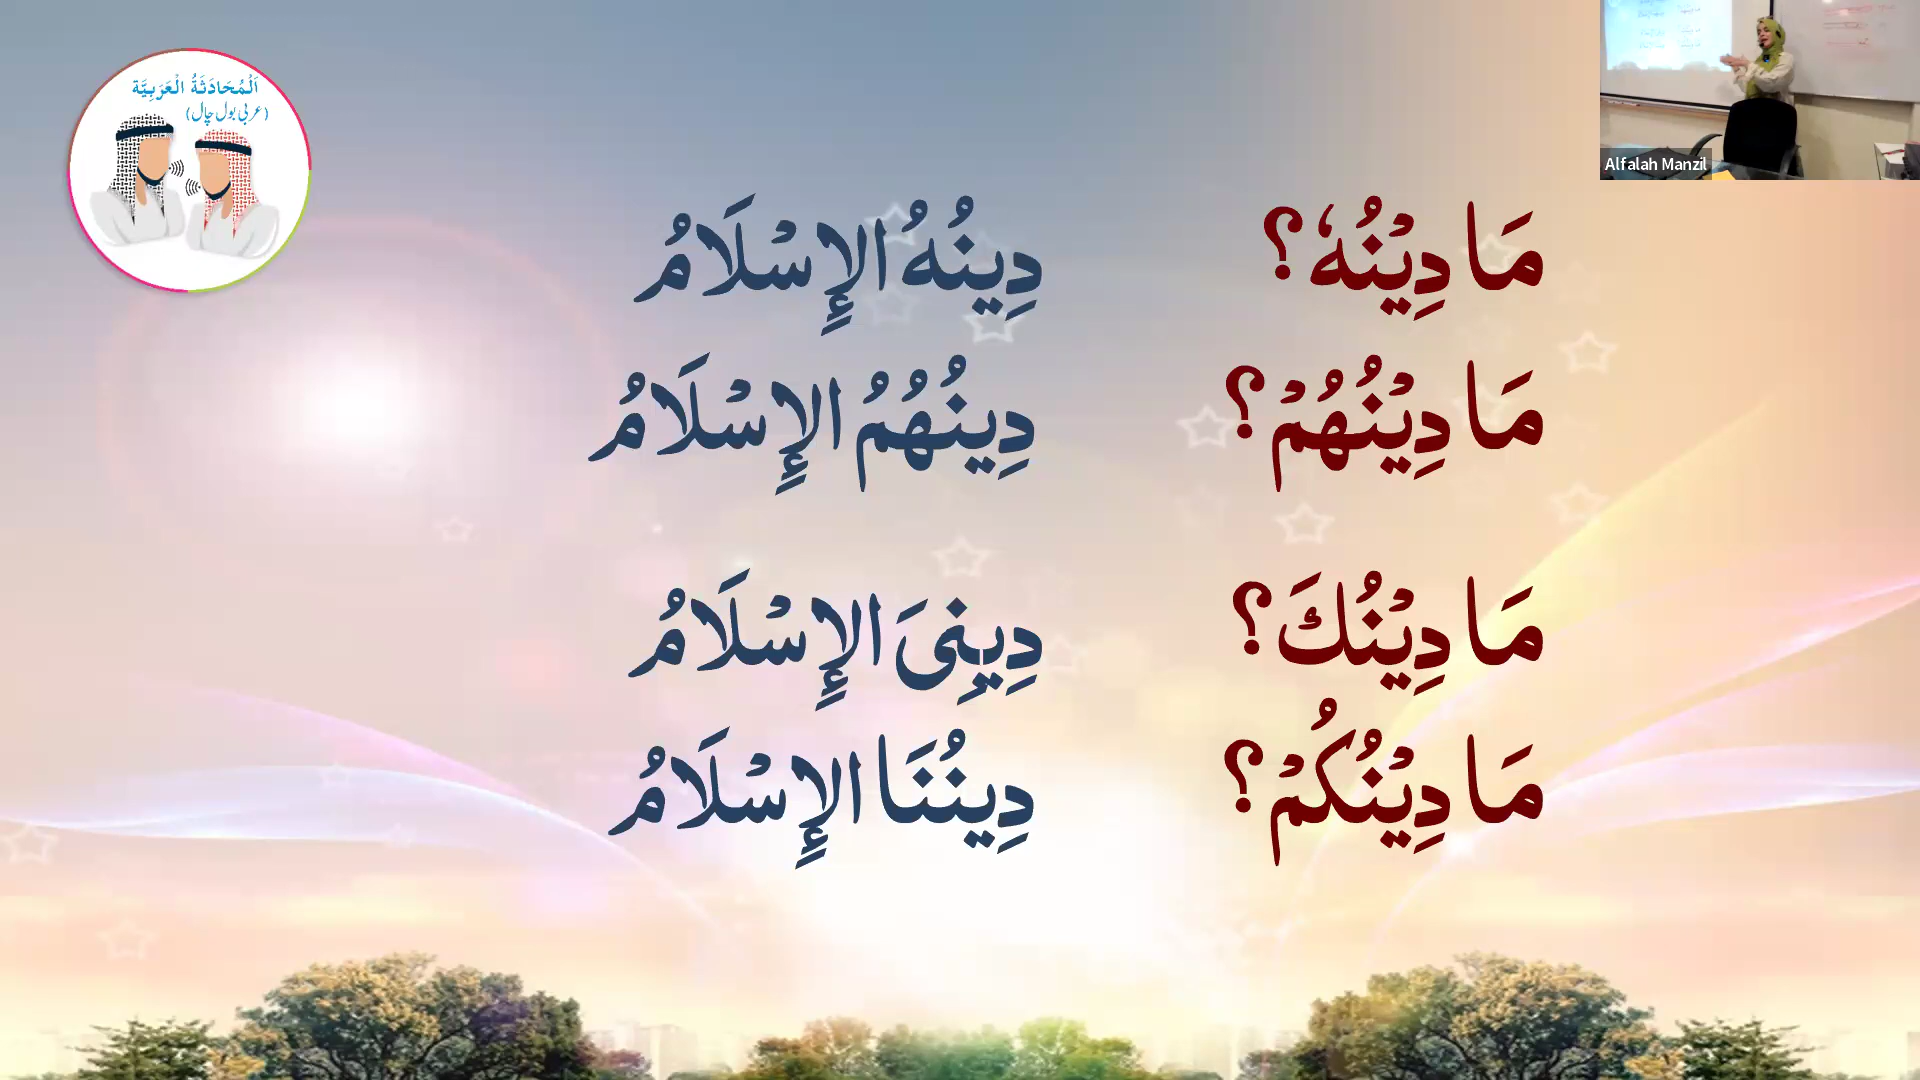 اَلْمُحَادَثَةُ الْعَرَبِيَّة
(عربی بول چال)
Alfalah Manzil
مَا دِيْنُهٗ؟ دِينُهُ الإِسْلَامُ
مَا دِيْنُهُمْ؟ دِينُهُمُ الإِسْلَامُ
مَا دِيْنُكَ؟ دِينِیَ الإِسْلَامُ
مَا دِيْنُكُمْ؟ دِينُنَا الإِسْلَامُ